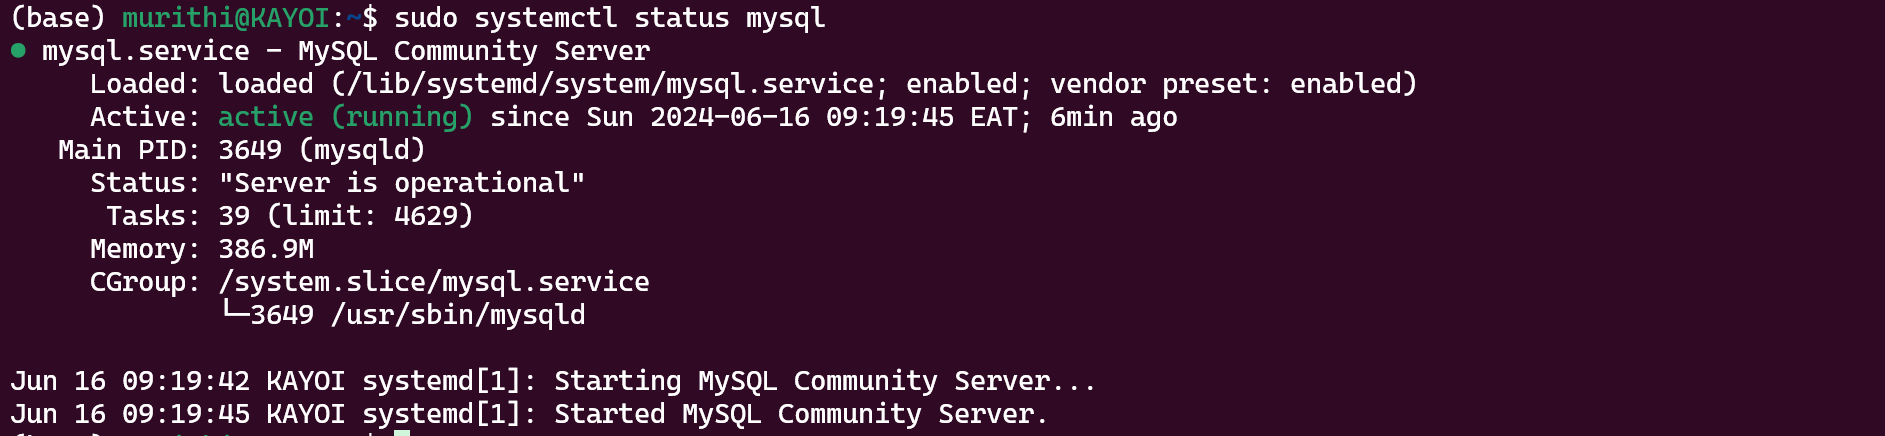 (base) murithi@KAYOI:~$ sudo systemctl status mysql
● mysql.service - MySQL Community Server
     Loaded: loaded (/lib/systemd/system/mysql.service; enabled; vendor preset: enabled)
     Active: active (running) since Sun 2024-06-16 09:19:45 EAT; 6min ago
   Main PID: 3649 (mysqld)
     Status: "Server is operational"
      Tasks: 39 (limit: 4629)
     Memory: 386.9M
     CGroup: /system.slice/mysql.service
             └─3649 /usr/sbin/mysqld

Jun 16 09:19:42 KAYOI systemd[1]: Starting MySQL Community Server...
Jun 16 09:19:45 KAYOI systemd[1]: Started MySQL Community Server.